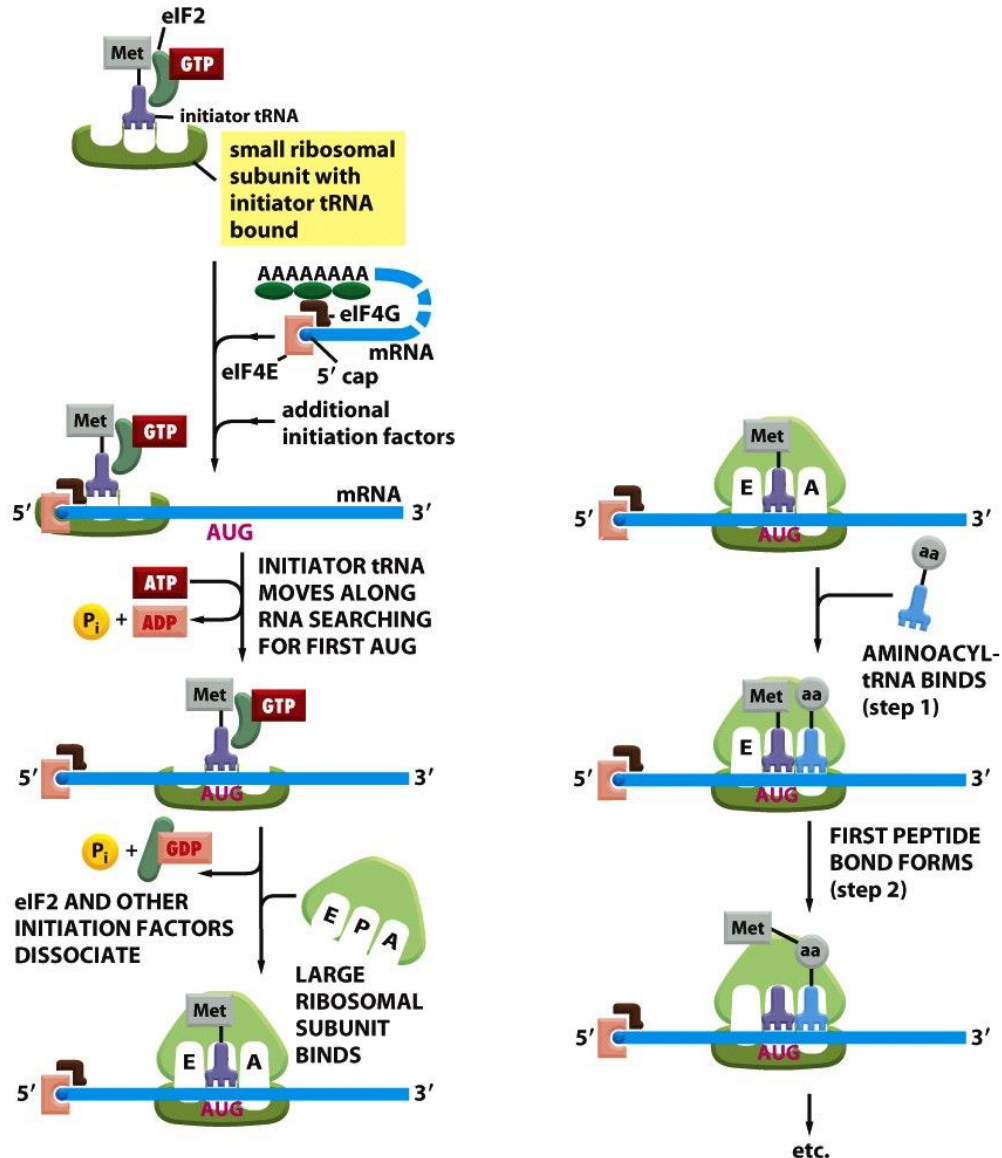 eIF2
Met
GTP
initiator tRNA
small ribosomal
subunit with
initiator tRNA
bound
AAAAAAAA
eIF4G
mRNA
eIF4E
5′ cap
additional
initiation factors
Met
GTP
mRNA
5′
3′
AUG
ATP
Pi + ADP
INITIATOR tRNA
MOVES ALONG
RNA SEARCHING
FOR FIRST AUG
Met
GTP
5′
3′
AUG
Pi +
GDP
eIF2 AND OTHER
INITIATION FACTORS
DISSOCIATE
E P A
LARGE
RIBOSOMAL
SUBUNIT
BINDS
Met
E A
5′
3′
AUG
Met
E A
5′
3′
AUG
aa
AMINOACYL-
tRNA BINDS
(step 1)
Met aa
E
5′
3′
AUG
FIRST PEPTIDE
BOND FORMS
(step 2)
Met
aa
5′
3′
AUG
etc.